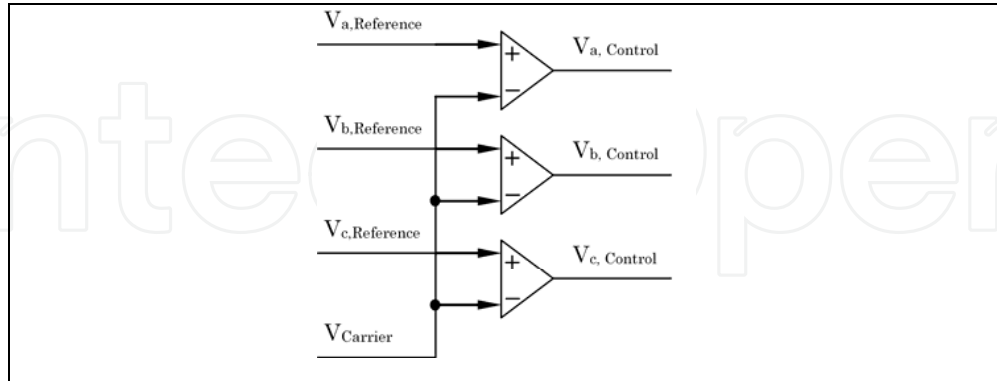 Va,Reference
+
Va, Control
−
Vb,Reference
+
Vb, Control
−
Vc,Reference
+
Vc, Control
−
VCarrier